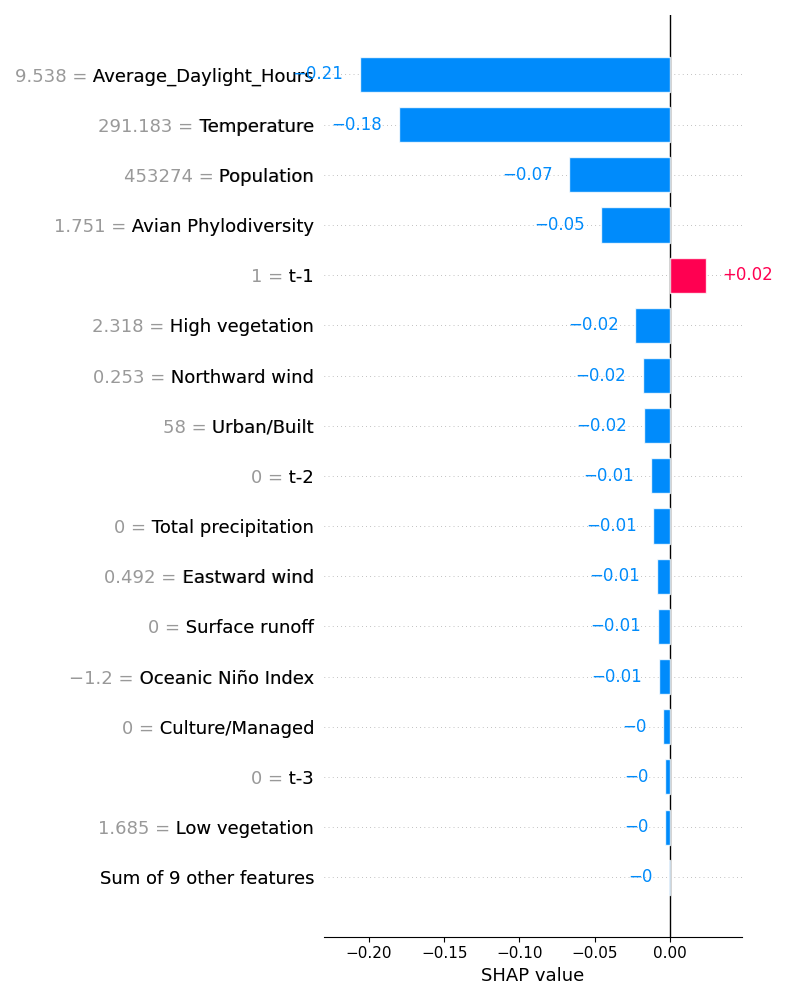 9.538 = Average_Daylight_Hours −0.21
291.183 = Temperature −0.18
453274 = Population −0.07
1.751 = Avian Phylodiversity −0.05
1 = t-1 +0.02
2.318 = High vegetation −0.02
0.253 = Northward wind −0.02
58 = Urban/Built −0.02
0 = t-2 −0.01
0 = Total precipitation −0.01
0.492 = Eastward wind −0.01
0 = Surface runoff −0.01
−1.2 = Oceanic Niño Index −0.01
0 = Culture/Managed −0
0 = t-3 −0
1.685 = Low vegetation −0
Sum of 9 other features −0
−0.20 −0.15 −0.10 −0.05 0.00
SHAP value